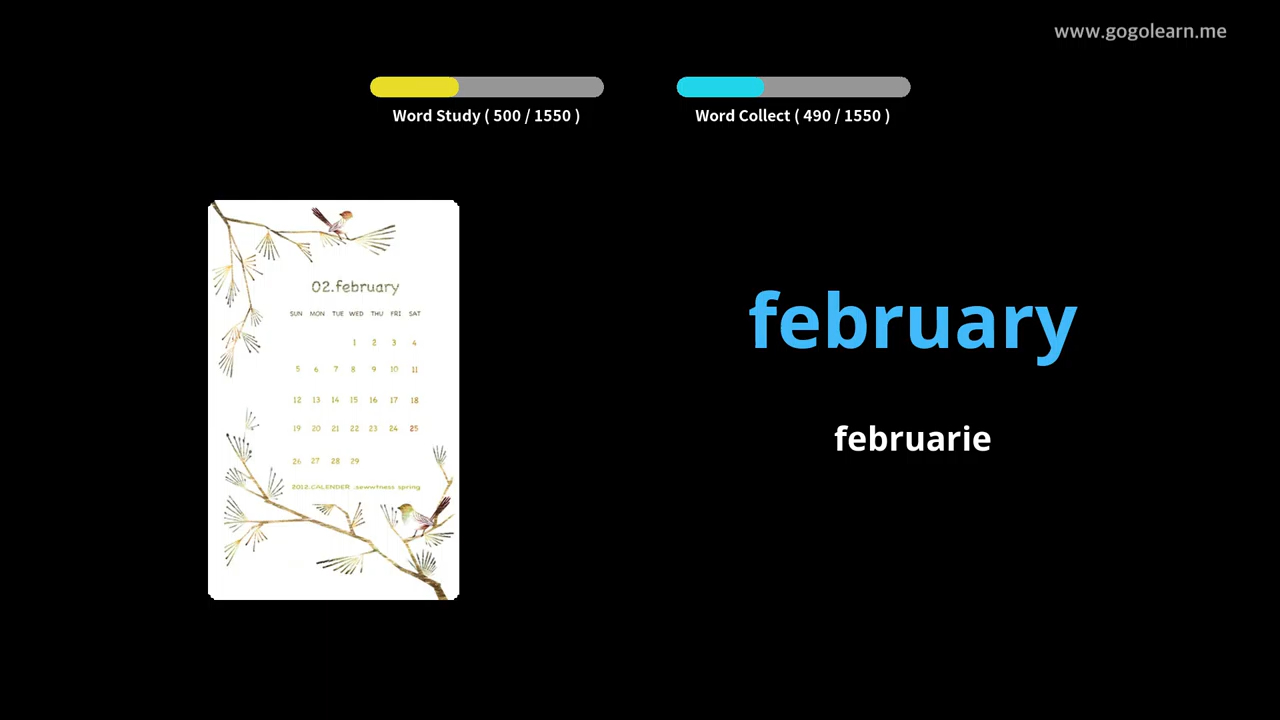 www.gogolearn.me
Word Study ( 500 / 1550 )
Word Collect ( 490 / 1550 )
02.february
SUN MON TUE WED THU FRI SAT
1 2 3 4
5 6 7 8 9 10 11
12 13 14 15 16 17 18
19 20 21 22 23 24 25
26 27 28 29
2012.CALENDER .sewwtness spring
february
februarie